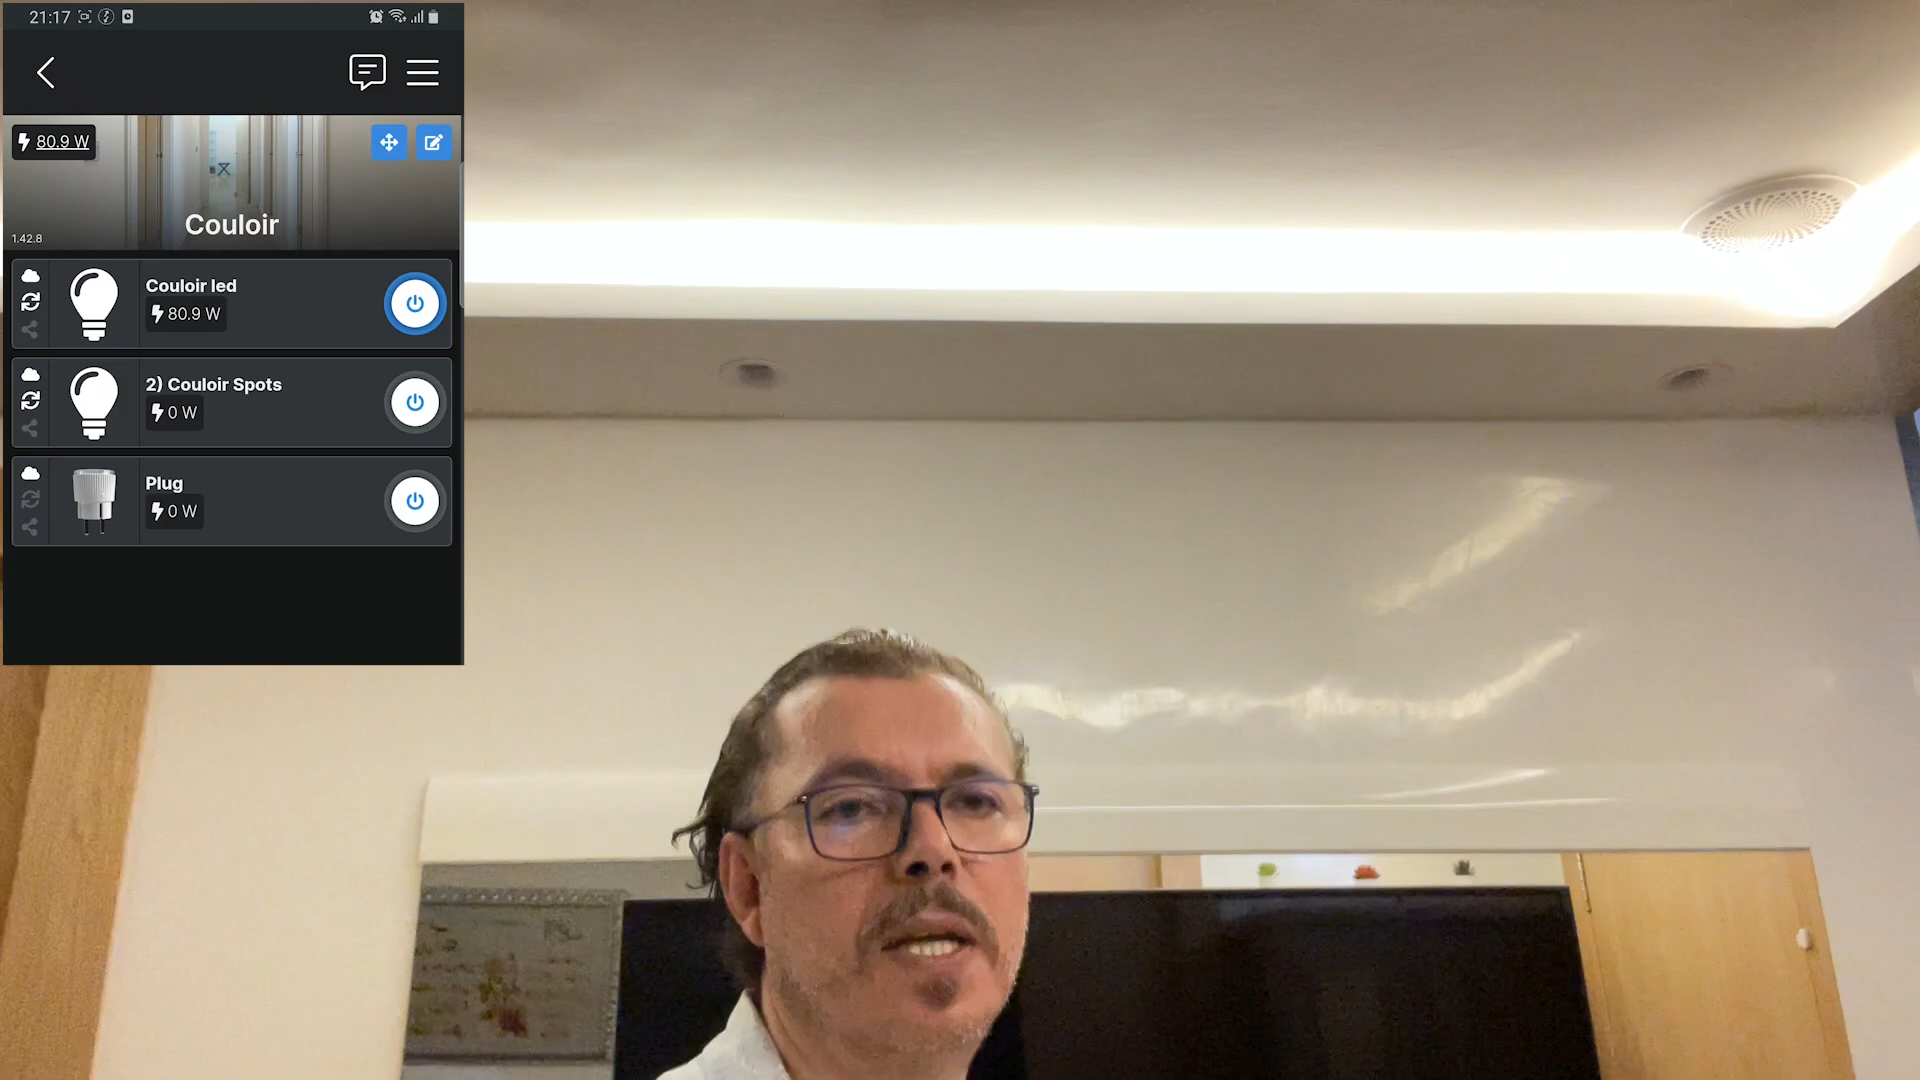 21:17
80.9 W
Couloir
1.42.8
Couloir led
80.9 W
2) Couloir Spots
0 W
Plug
0 W